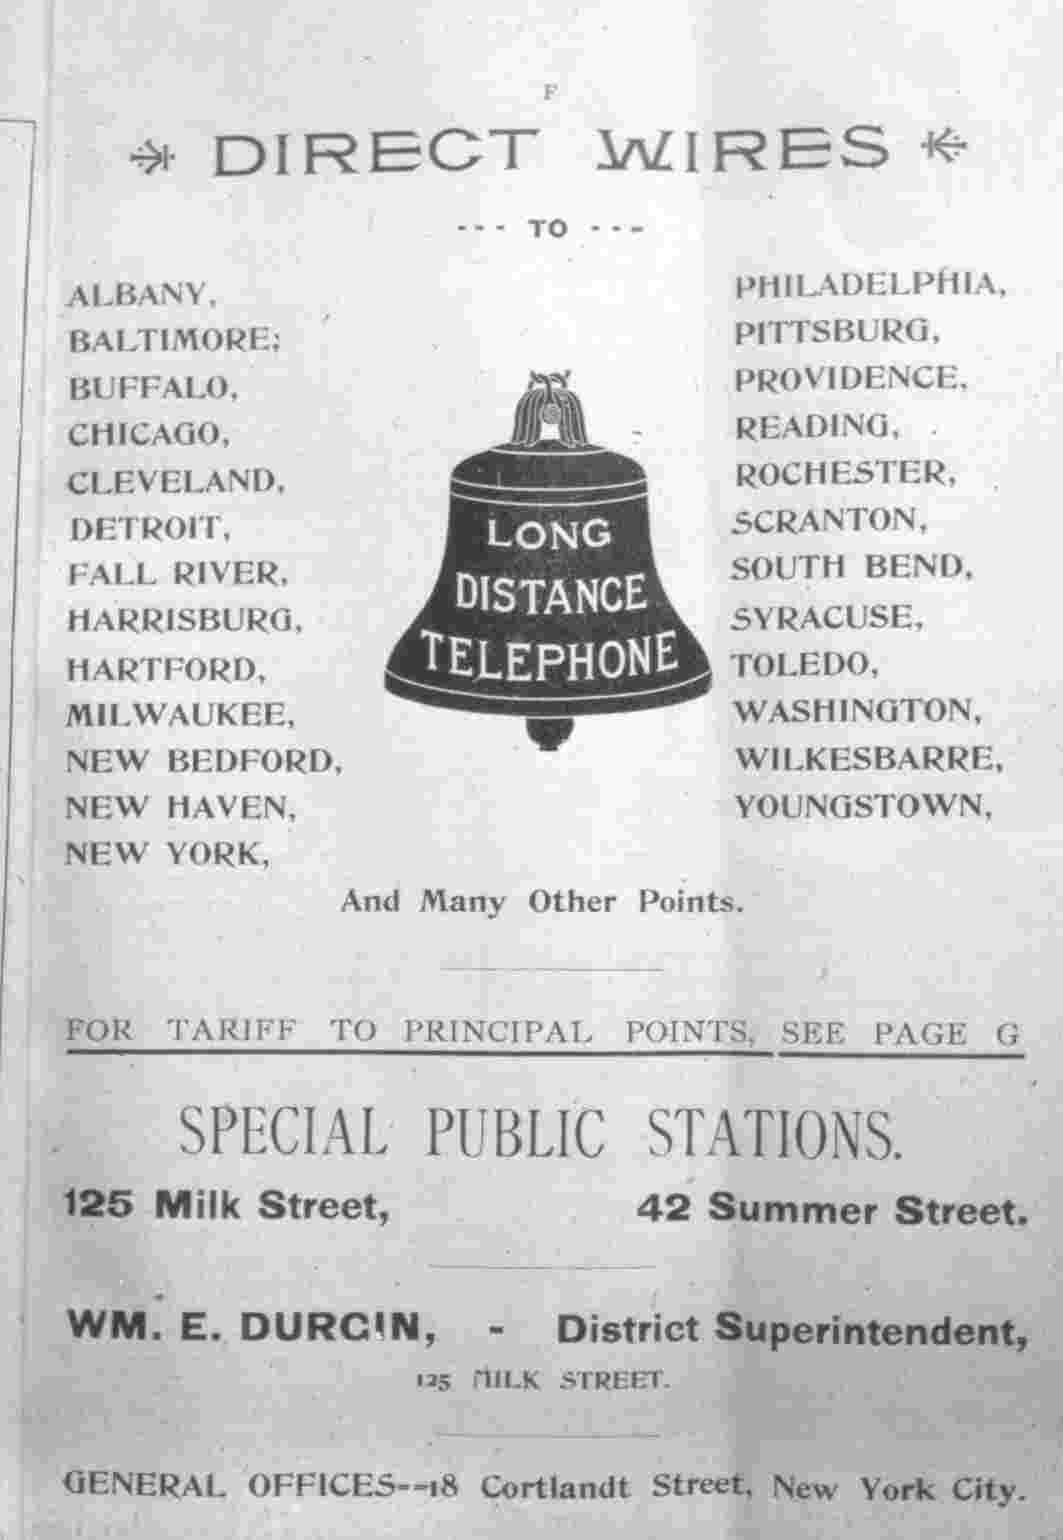 F
DIRECT WIRES
--- TO ---
ALBANY,
BALTIMORE;
BUFFALO,
CHICAGO,
CLEVELAND,
DETROIT,
FALL RIVER,
HARRISBURG,
HARTFORD,
MILWAUKEE,
NEW BEDFORD,
NEW HAVEN,
NEW YORK,
LONG
DISTANCE
TELEPHONE
PHILADELPHIA,
PITTSBURG,
PROVIDENCE,
READING,
ROCHESTER,
SCRANTON,
SOUTH BEND,
SYRACUSE,
TOLEDO,
WASHINGTON,
WILKESBARRE,
YOUNGSTOWN,
And Many Other Points.
FOR TARIFF TO PRINCIPAL POINTS, SEE PAGE G
SPECIAL PUBLIC STATIONS.
125 Milk Street, 42 Summer Street.
WM. E. DURGIN, - District Superintendent,
125 MILK STREET.
GENERAL OFFICES--18 Cortlandt Street, New York City.